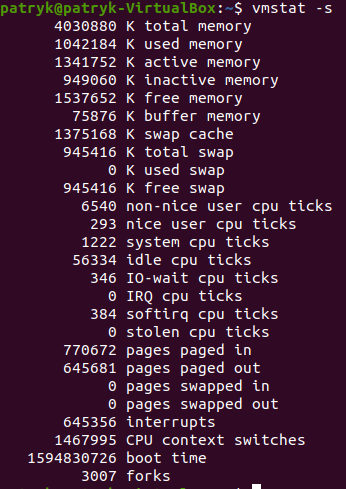 patryk@patryk-VirtualBox:~$ vmstat -s
4030880 K total memory
1042184 K used memory
1341752 K active memory
949060 K inactive memory
1537652 K free memory
75876 K buffer memory
1375168 K swap cache
945416 K total swap
0 K used swap
945416 K free swap
6540 non-nice user cpu ticks
293 nice user cpu ticks
1222 system cpu ticks
56334 idle cpu ticks
346 IO-wait cpu ticks
0 IRQ cpu ticks
384 softirq cpu ticks
0 stolen cpu ticks
770672 pages paged in
645681 pages paged out
0 pages swapped in
0 pages swapped out
645356 interrupts
1467995 CPU context switches
1594830726 boot time
3007 forks